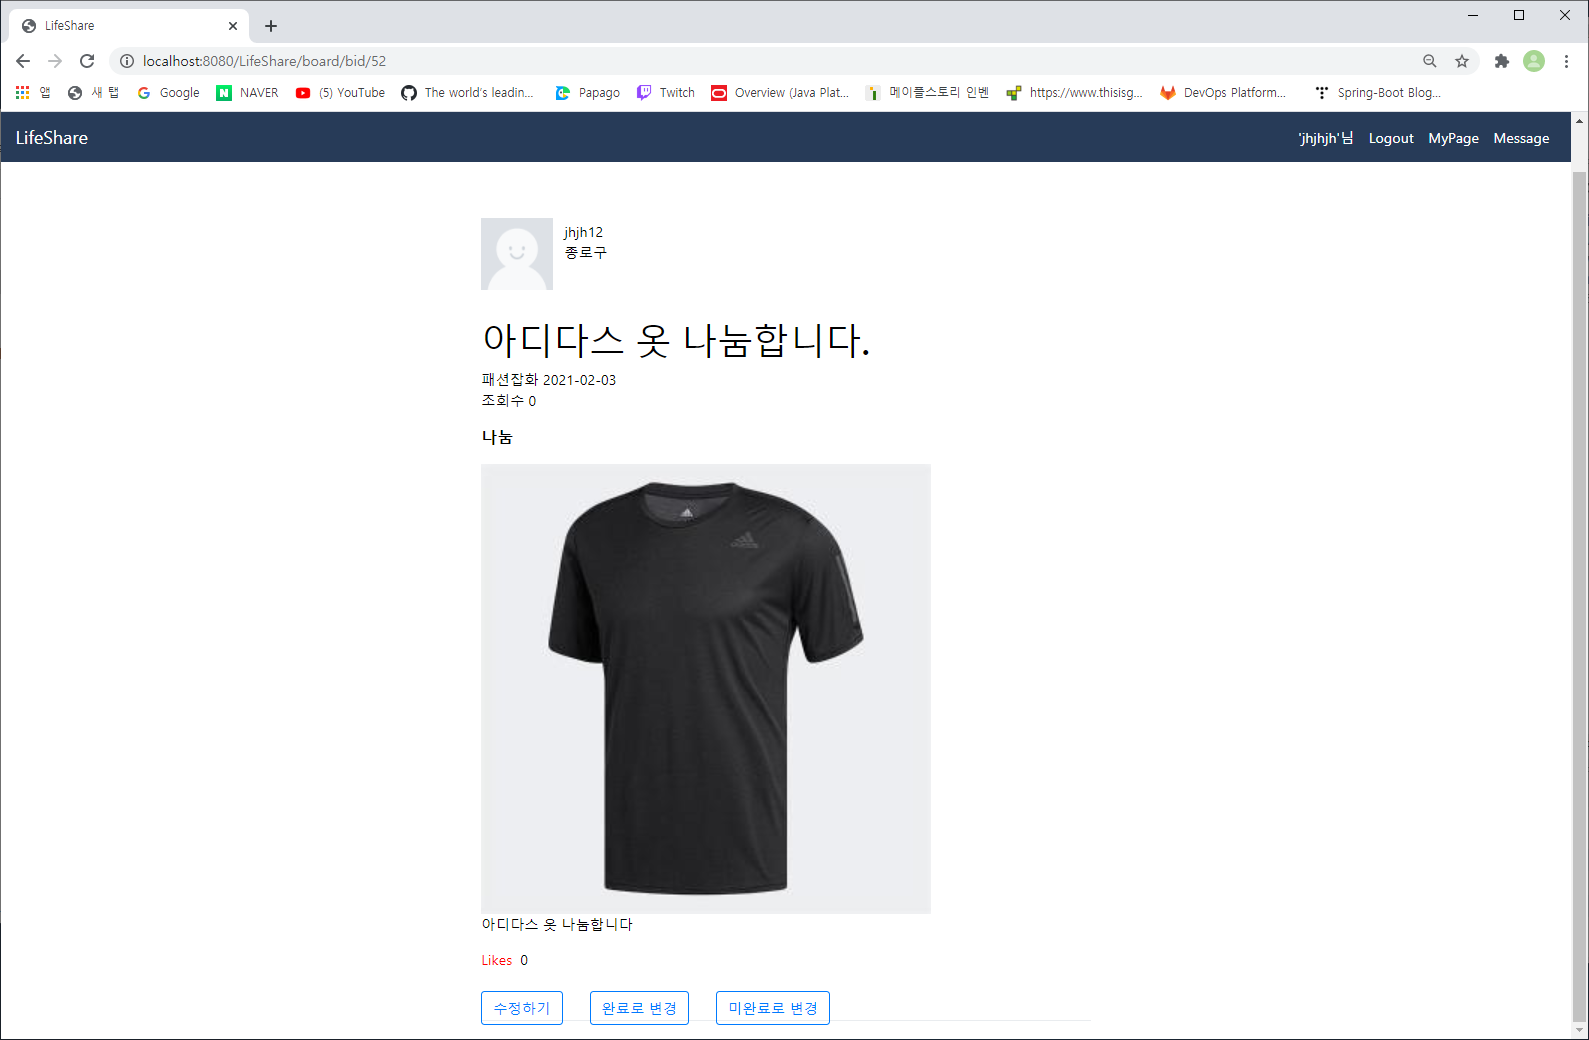 LifeShare
localhost:8080/LifeShare/board/bid/52
앱 새 탭 Google NAVER (5) YouTube The world's leadin... Papago Twitch Overview (Java Plat... 메이플스토리 인벤 https://www.thisisg... DevOps Platform... Spring-Boot Blog...
LifeShare 'jhjhjh'님 Logout MyPage Message
jhjh12
종로구
아디다스 옷 나눔합니다.
패션잡화 2021-02-03
조회수 0
나눔
아디다스 옷 나눔합니다
Likes 0
수정하기 완료로 변경 미완료로 변경